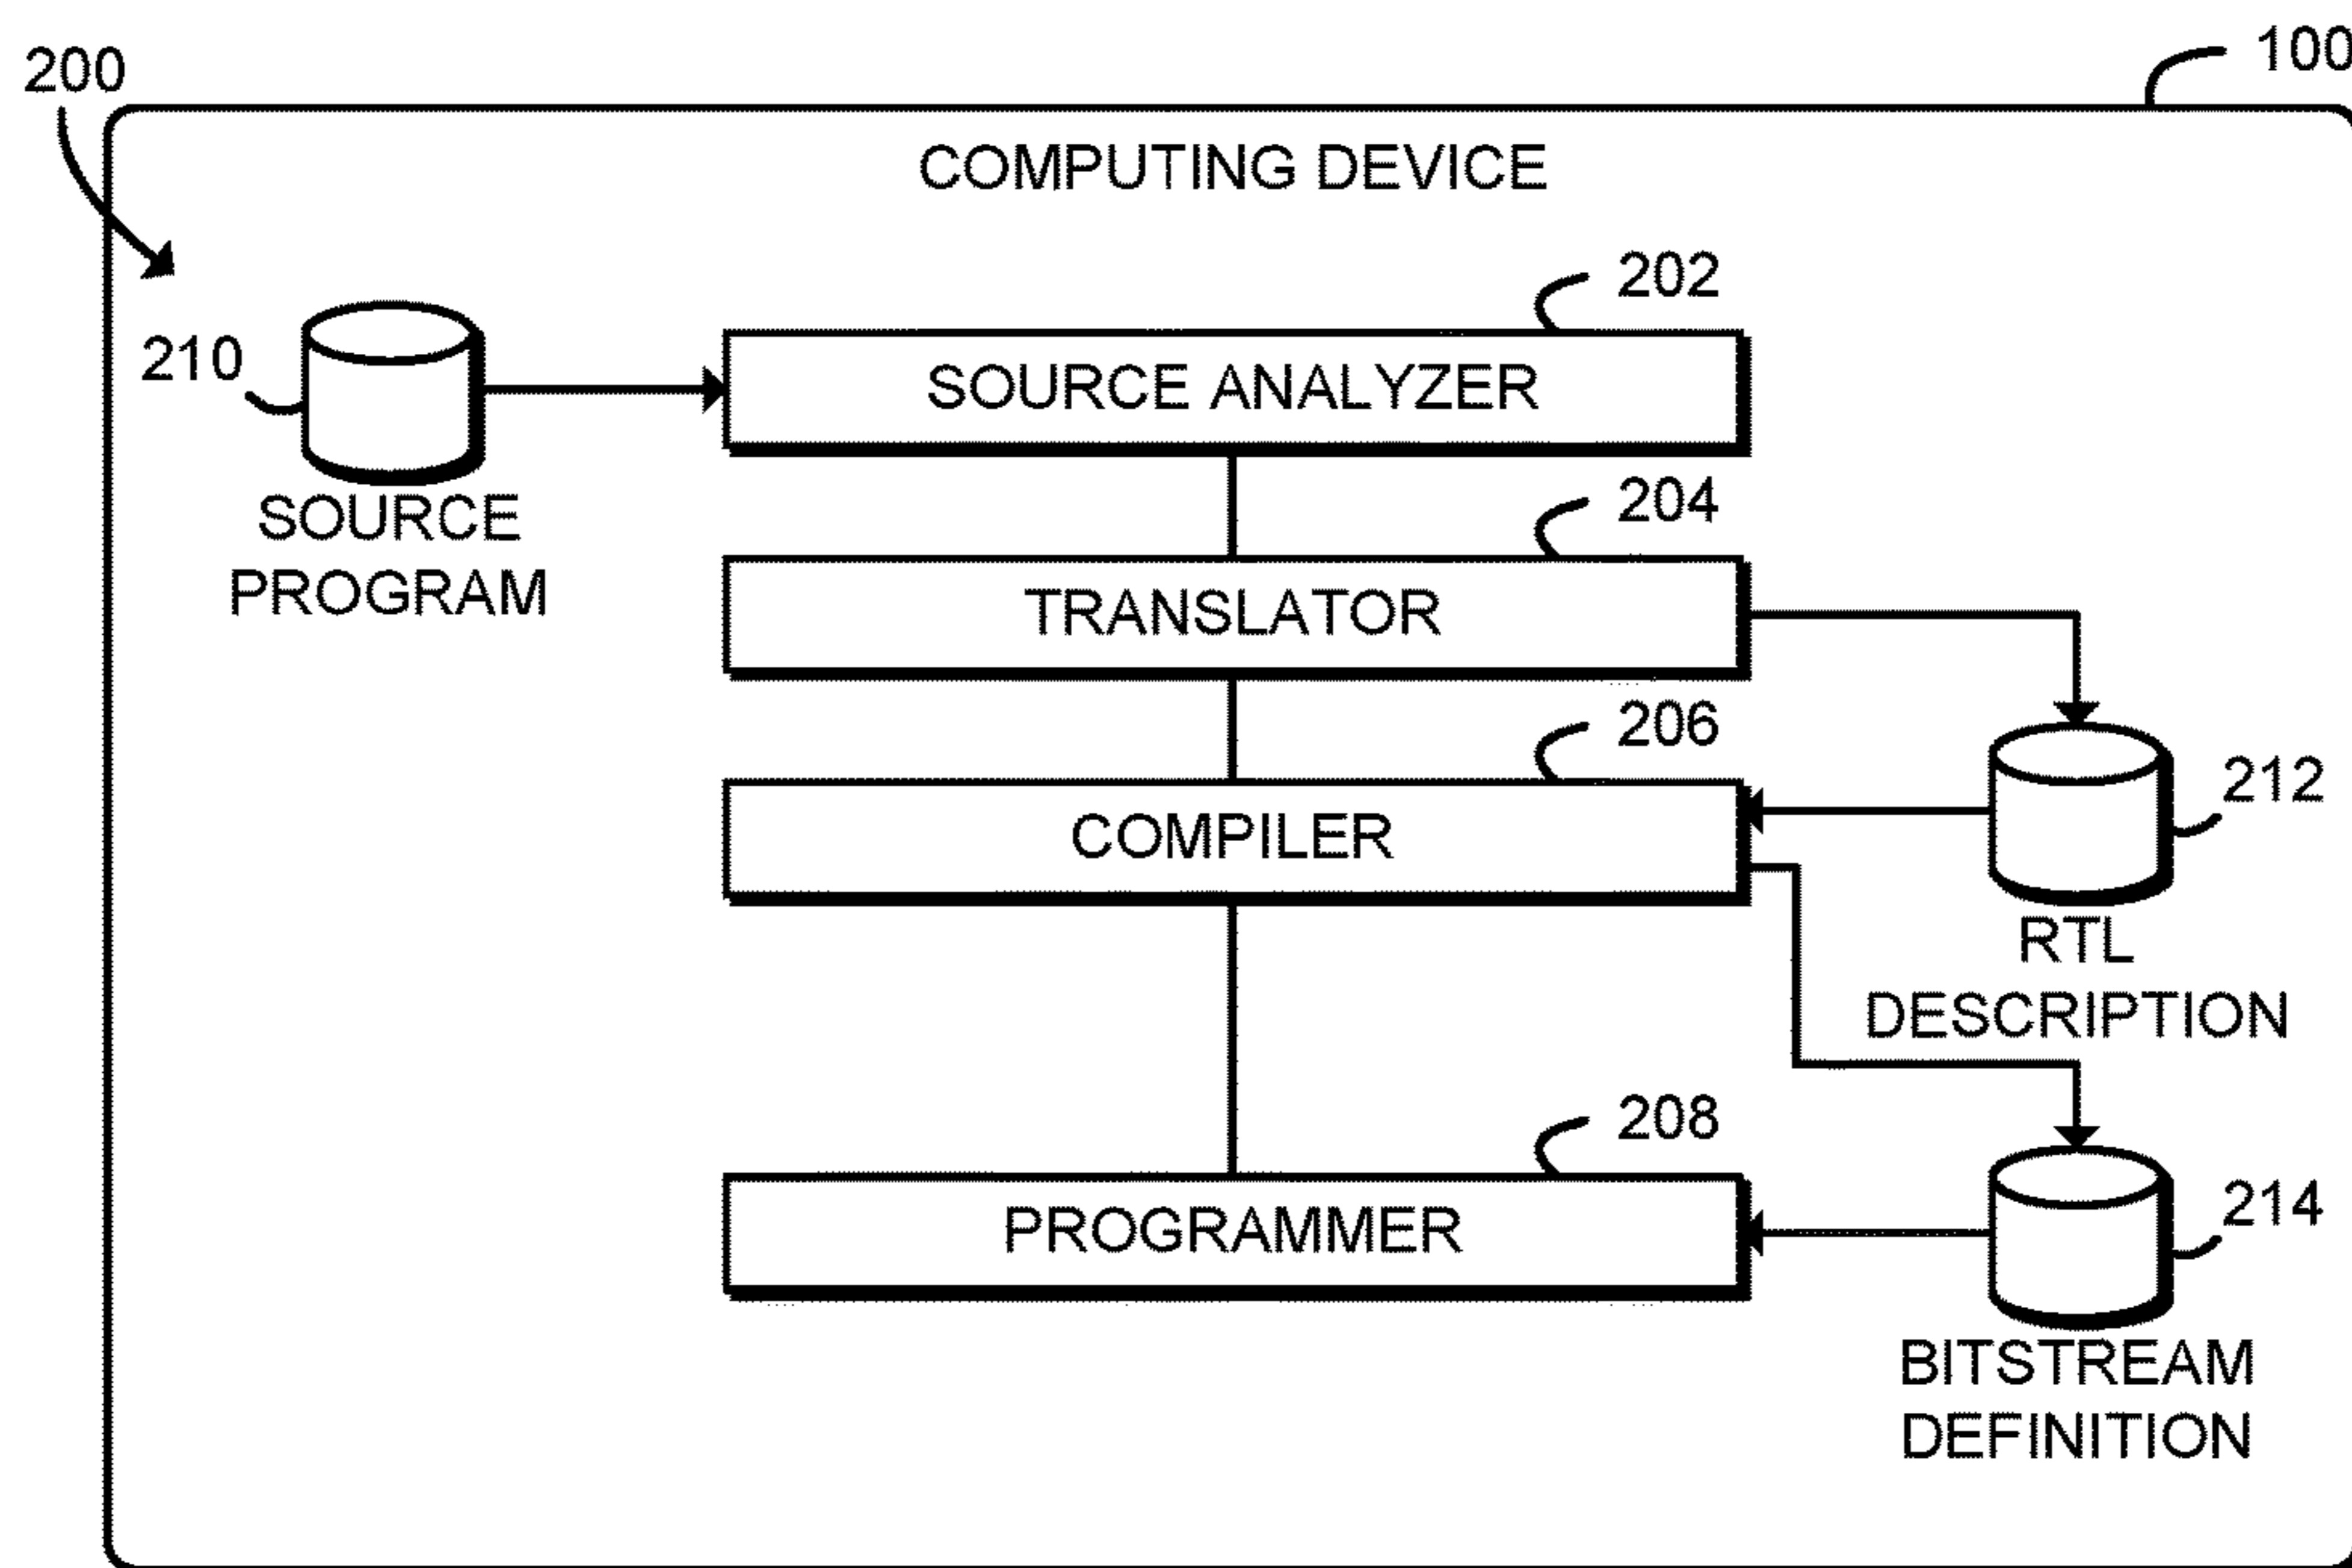 200
100
COMPUTING DEVICE
202
210
SOURCE ANALYZER
SOURCE
PROGRAM
204
TRANSLATOR
206
212
COMPILER
RTL
DESCRIPTION
208
214
PROGRAMMER
BITSTREAM
DEFINITION